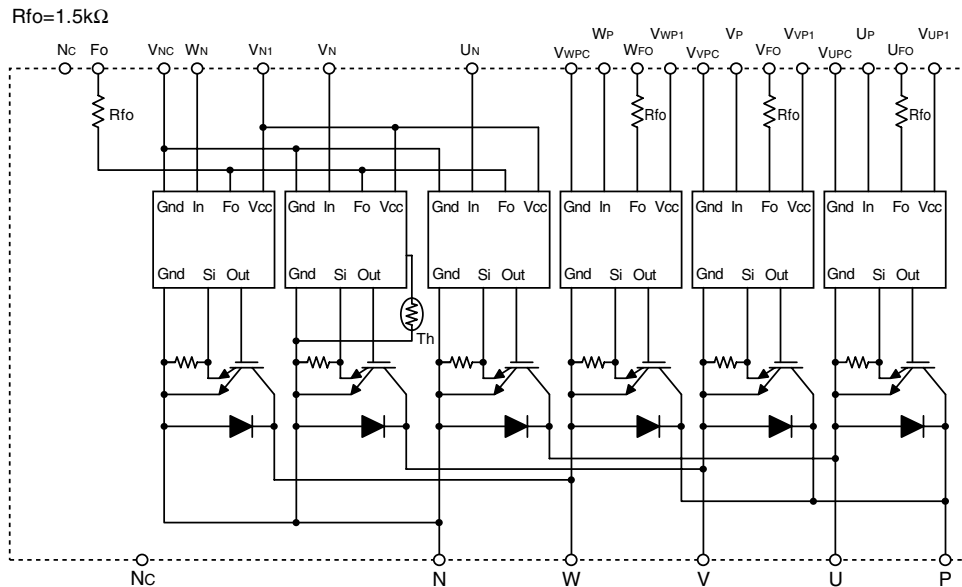 Rfo=1.5kΩ
NC FO VNC WN VN1 VN UN VWPC WP WFO VWP1 VVPC VP VFO VVP1 VUPC UP UFO VUP1
Rfo Rfo Rfo Rfo
Gnd In Fo Vcc Gnd In Fo Vcc Gnd In Fo Vcc Gnd In Fo Vcc Gnd In Fo Vcc Gnd In Fo Vcc
Gnd Si Out Gnd Si Out Gnd Si Out Gnd Si Out Gnd Si Out Gnd Si Out
Th
NC N W V U P